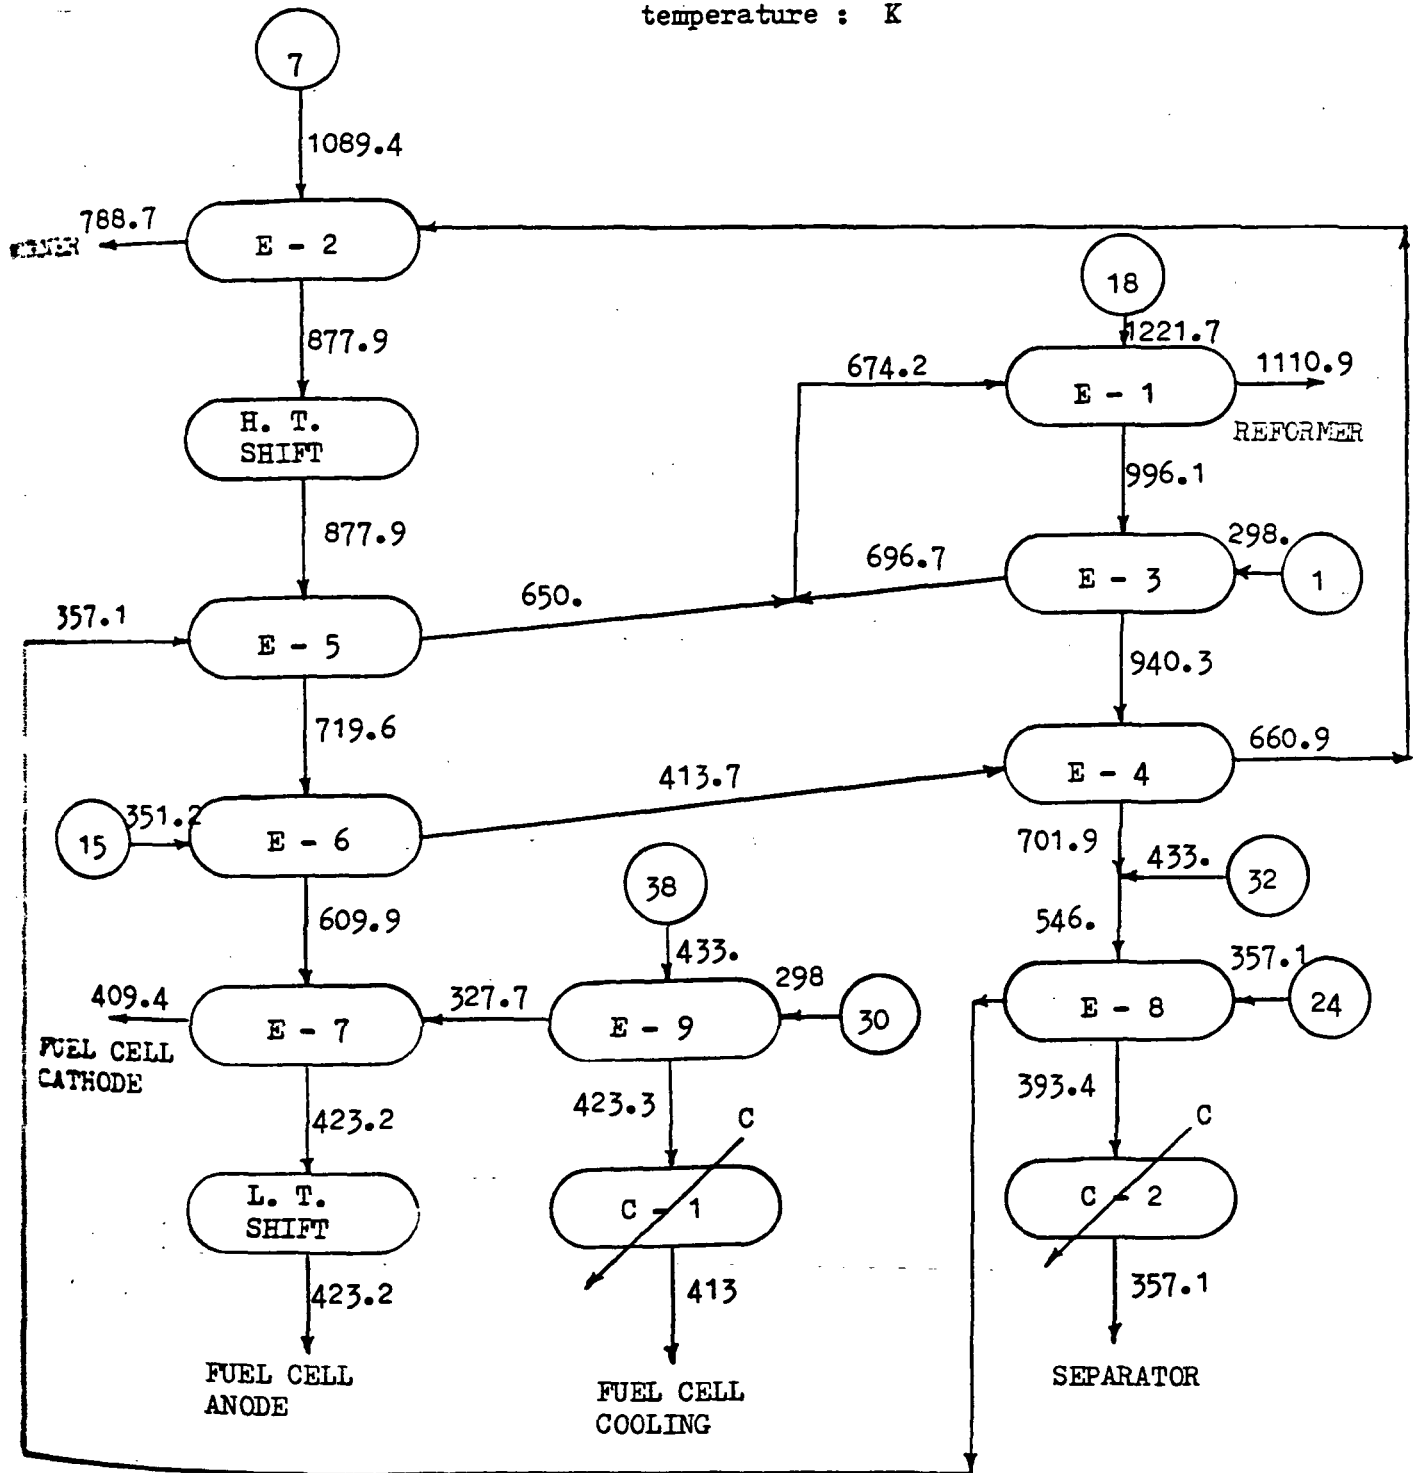 temperature : K
7
1089.4
788.7
E - 2
18
1221.7
877.9
674.2
1110.9
E - 1
H. T.
SHIFT
REFORMER
996.1
877.9
298.
696.7
E - 3
1
650.
357.1
E - 5
940.3
719.6
660.9
413.7
E - 4
351.2
15
E - 6
701.9
433.
32
38
609.9
546.
433.
357.1
298
409.4
327.7
E - 7
E - 9
30
E - 8
24
FUEL CELL
CATHODE
393.4
423.3
423.2
C
C
L. T.
SHIFT
C - 1
C - 2
423.2
413
357.1
FUEL CELL
ANODE
FUEL CELL
COOLING
SEPARATOR